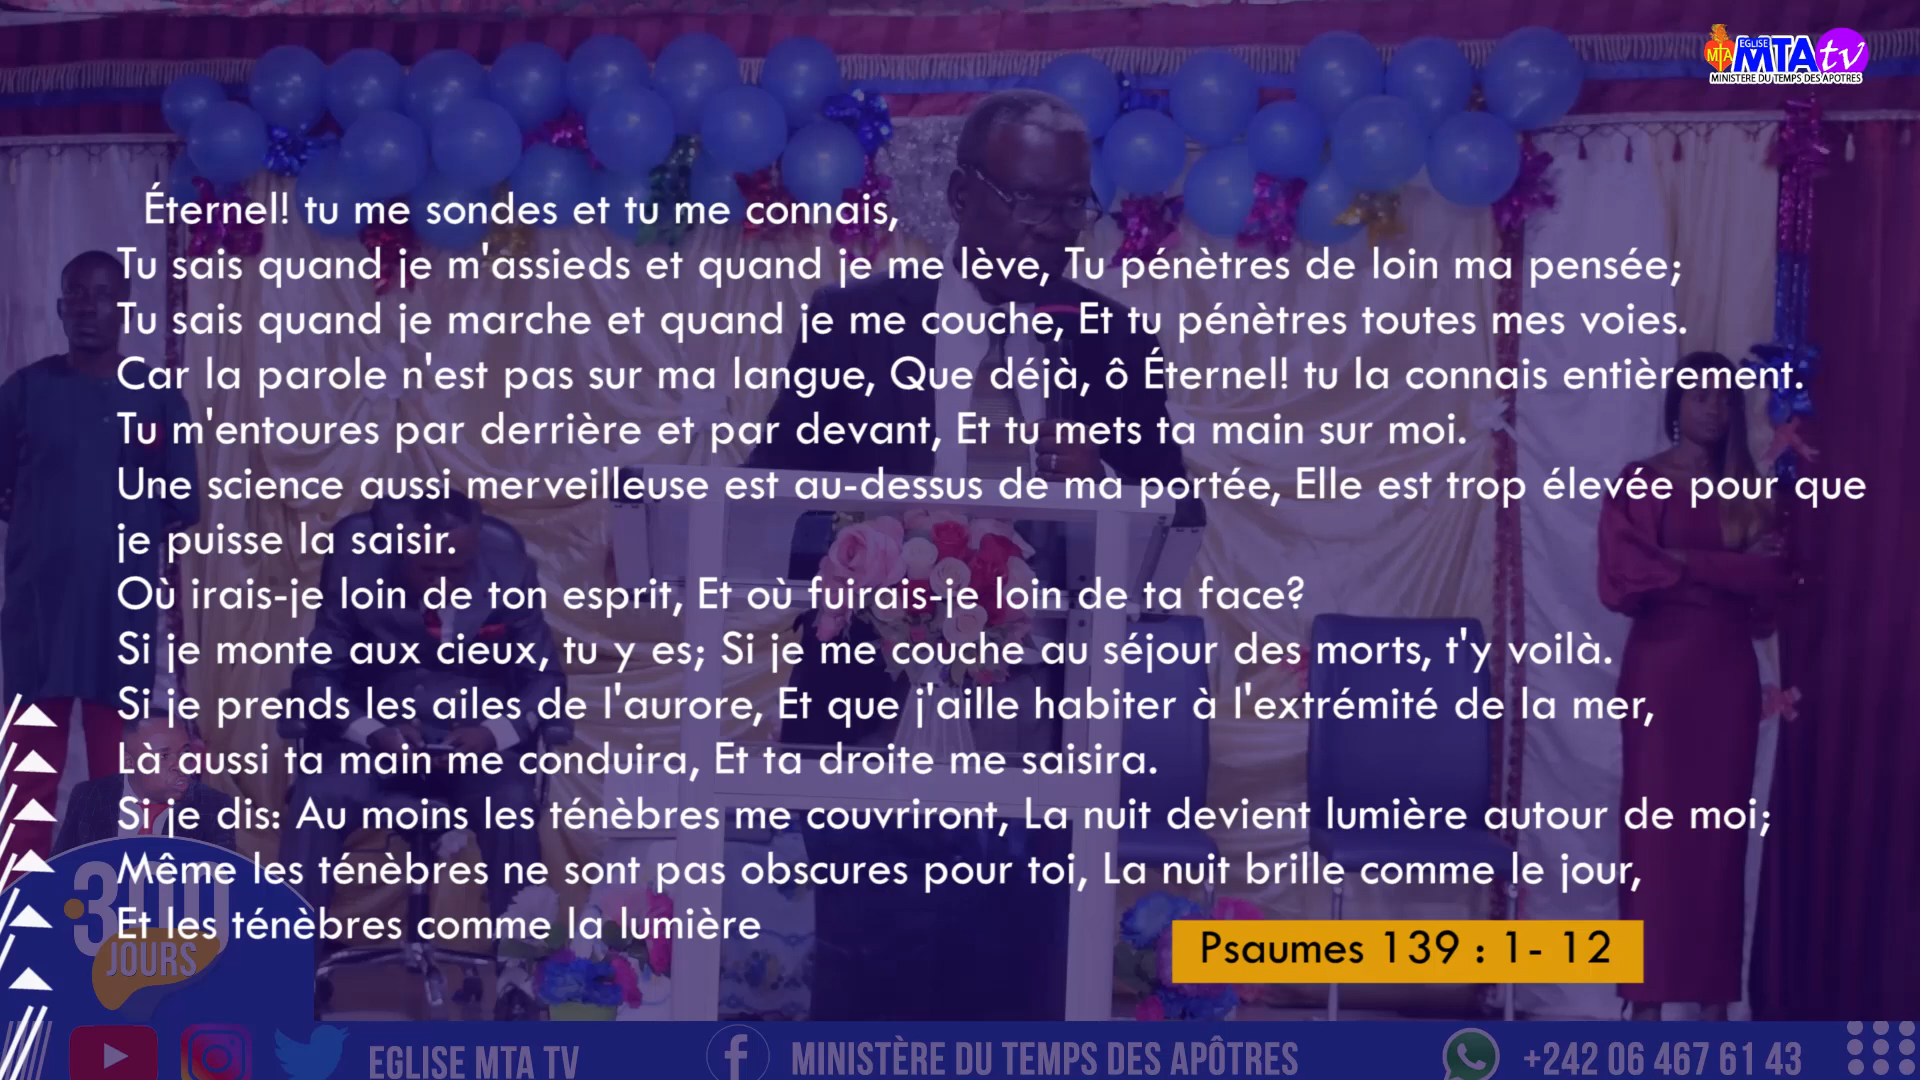 MTA EGLISE MTA tv
MINISTERE DU TEMPS DES APOTRES
Éternel! tu me sondes et tu me connais,
Tu sais quand je m'assieds et quand je me lève, Tu pénètres de loin ma pensée;
Tu sais quand je marche et quand je me couche, Et tu pénètres toutes mes voies.
Car la parole n'est pas sur ma langue, Que déjà, ô Éternel! tu la connais entièrement.
Tu m'entoures par derrière et par devant, Et tu mets ta main sur moi.
Une science aussi merveilleuse est au-dessus de ma portée, Elle est trop élevée pour que
je puisse la saisir.
Où irais-je loin de ton esprit, Et où fuirais-je loin de ta face?
Si je monte aux cieux, tu y es; Si je me couche au séjour des morts, t'y voilà.
Si je prends les ailes de l'aurore, Et que j'aille habiter à l'extrémité de la mer,
Là aussi ta main me conduira, Et ta droite me saisira.
Si je dis: Au moins les ténèbres me couvriront, La nuit devient lumière autour de moi;
Même les ténèbres ne sont pas obscures pour toi, La nuit brille comme le jour,
Et les ténèbres comme la lumière
Psaumes 139 : 1- 12
300
JOURS
EGLISE MTA TV
MINISTÈRE DU TEMPS DES APÔTRES
+242 06 467 61 43